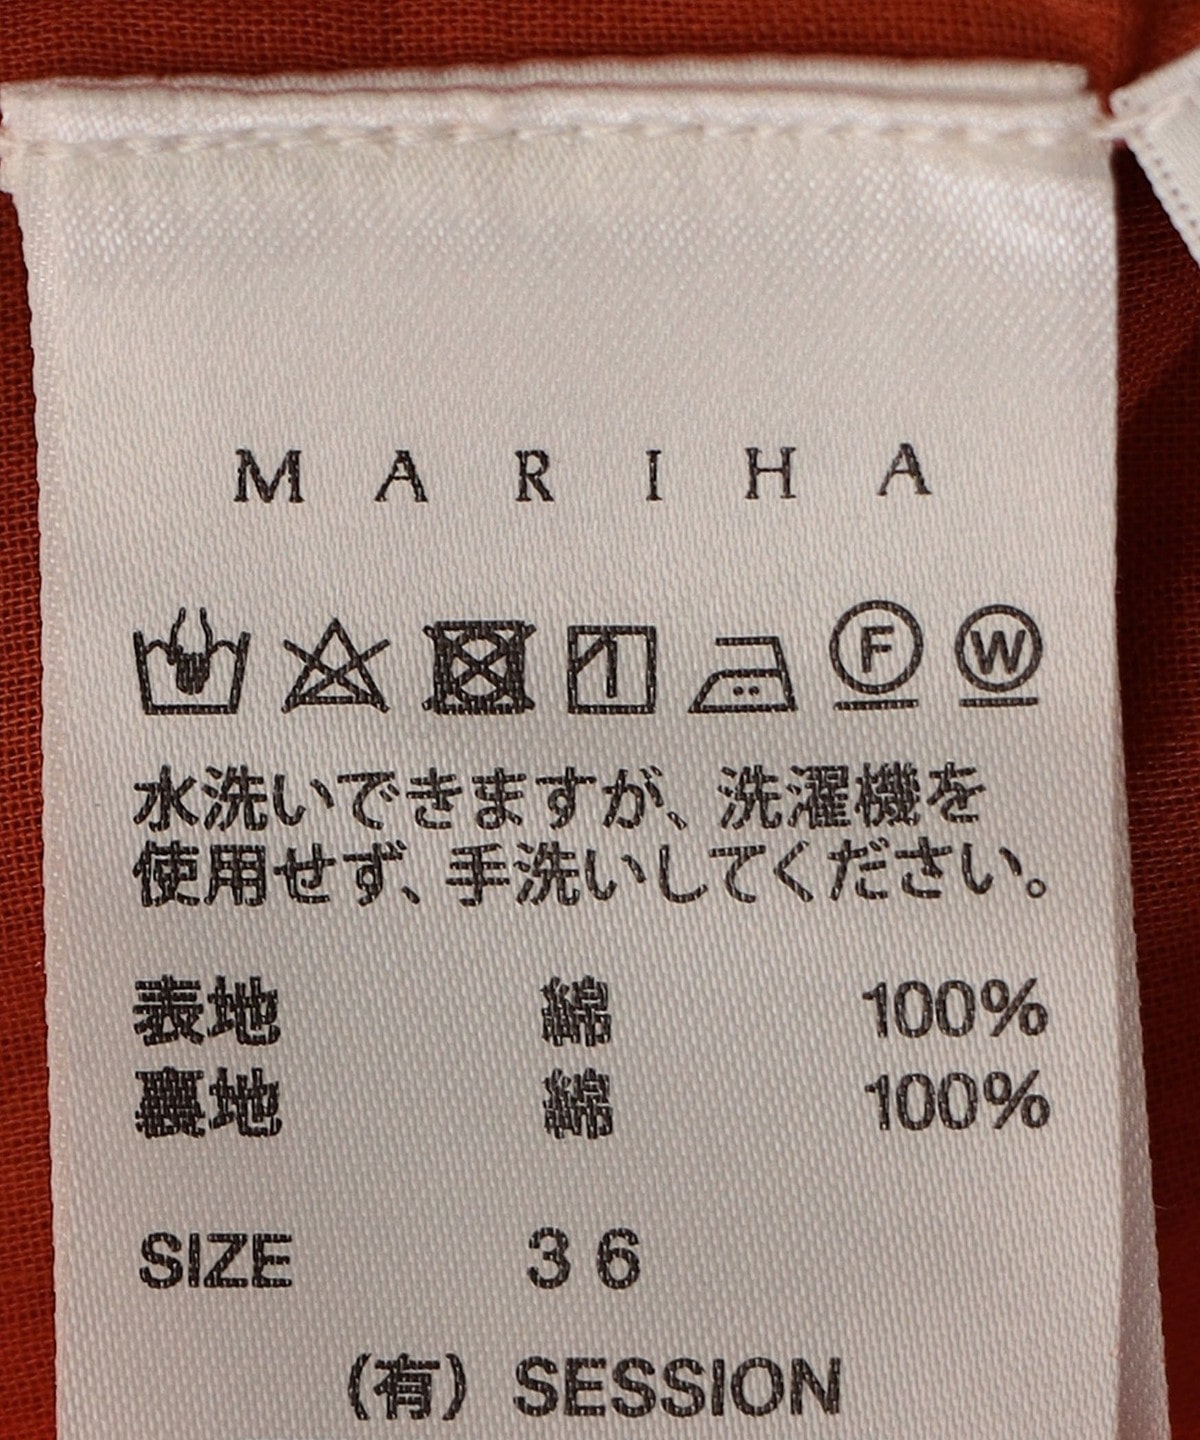 MARIHA
F W
水洗いできますが、洗濯機を
使用せず、手洗いしてください。
表地 綿 100%
裏地 綿 100%
SIZE 36
(有) SESSION